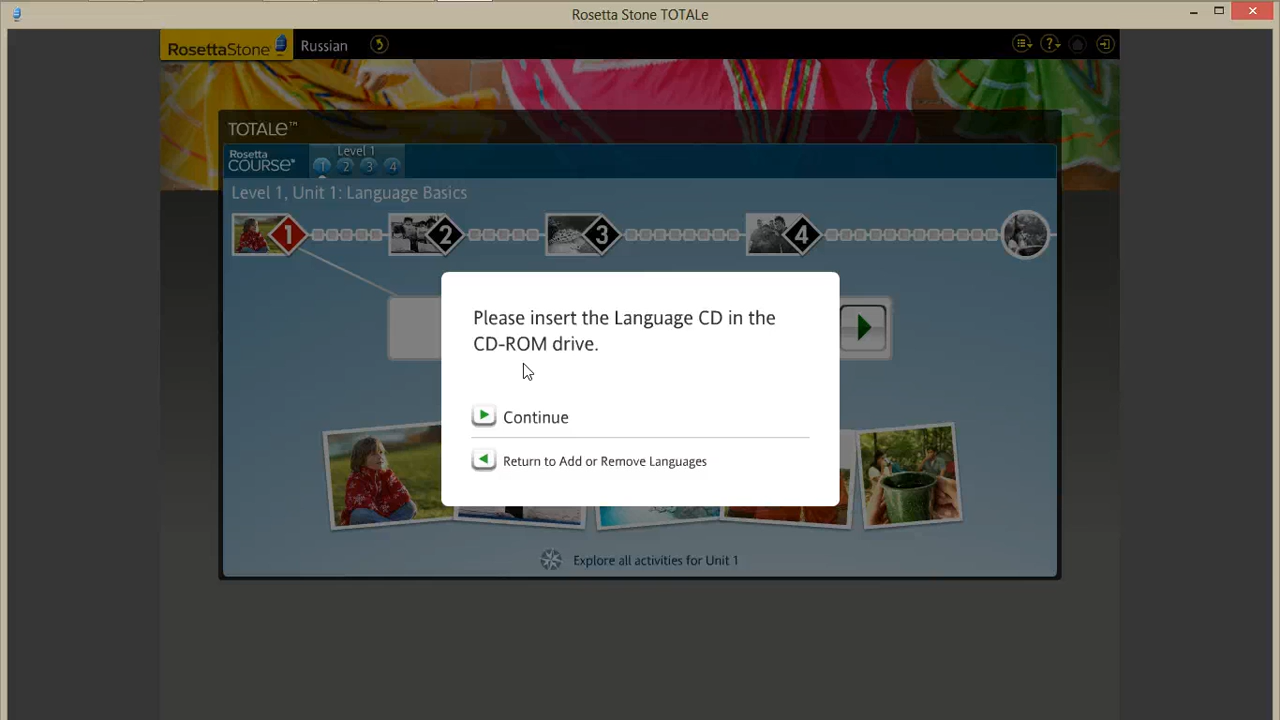 Rosetta Stone TOTALe
RosettaStone Russian
TOTALe™
Rosetta
COURSE®
Level 1
1 2 3 4
Level 1, Unit 1: Language Basics
1 2 3 4
Please insert the Language CD in the
CD-ROM drive.
Continue
Return to Add or Remove Languages
Explore all activities for Unit 1